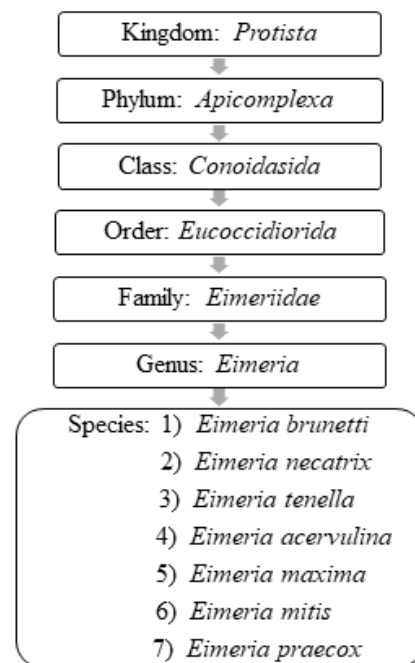 Kingdom: Protista
Phylum: Apicomplexa
Class: Conoidasida
Order: Eucoccidiorida
Family: Eimeriidae
Genus: Eimeria
Species: 1) Eimeria brunetti
2) Eimeria necatrix
3) Eimeria tenella
4) Eimeria acervulina
5) Eimeria maxima
6) Eimeria mitis
7) Eimeria praecox